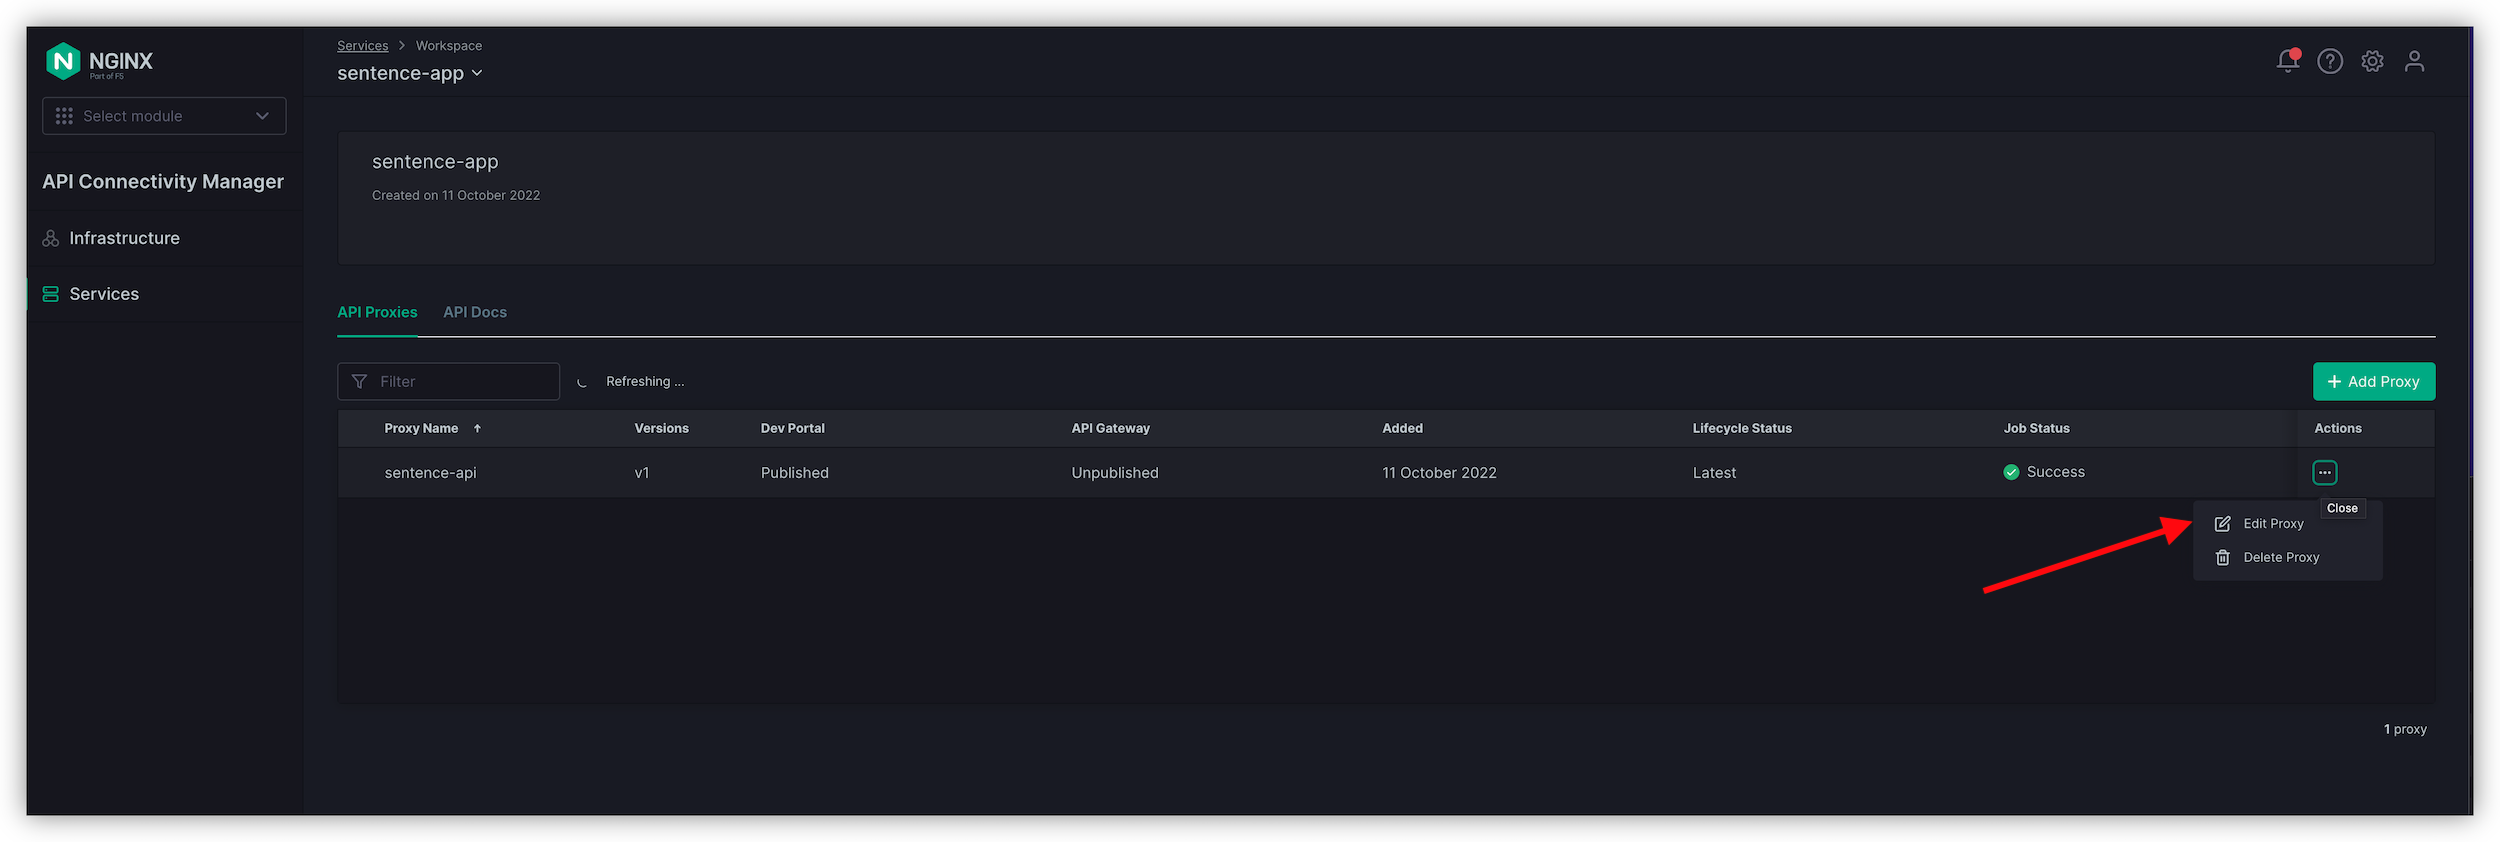 NGINX
Part of F5
Select module
API Connectivity Manager
Infrastructure
Services
Services > Workspace
sentence-app
sentence-app
Created on 11 October 2022
API Proxies API Docs
Filter Refreshing ... + Add Proxy
Proxy Name ↑ Versions Dev Portal API Gateway Added Lifecycle Status Job Status Actions
sentence-api v1 Published Unpublished 11 October 2022 Latest Success
Close
Edit Proxy
Delete Proxy
1 proxy